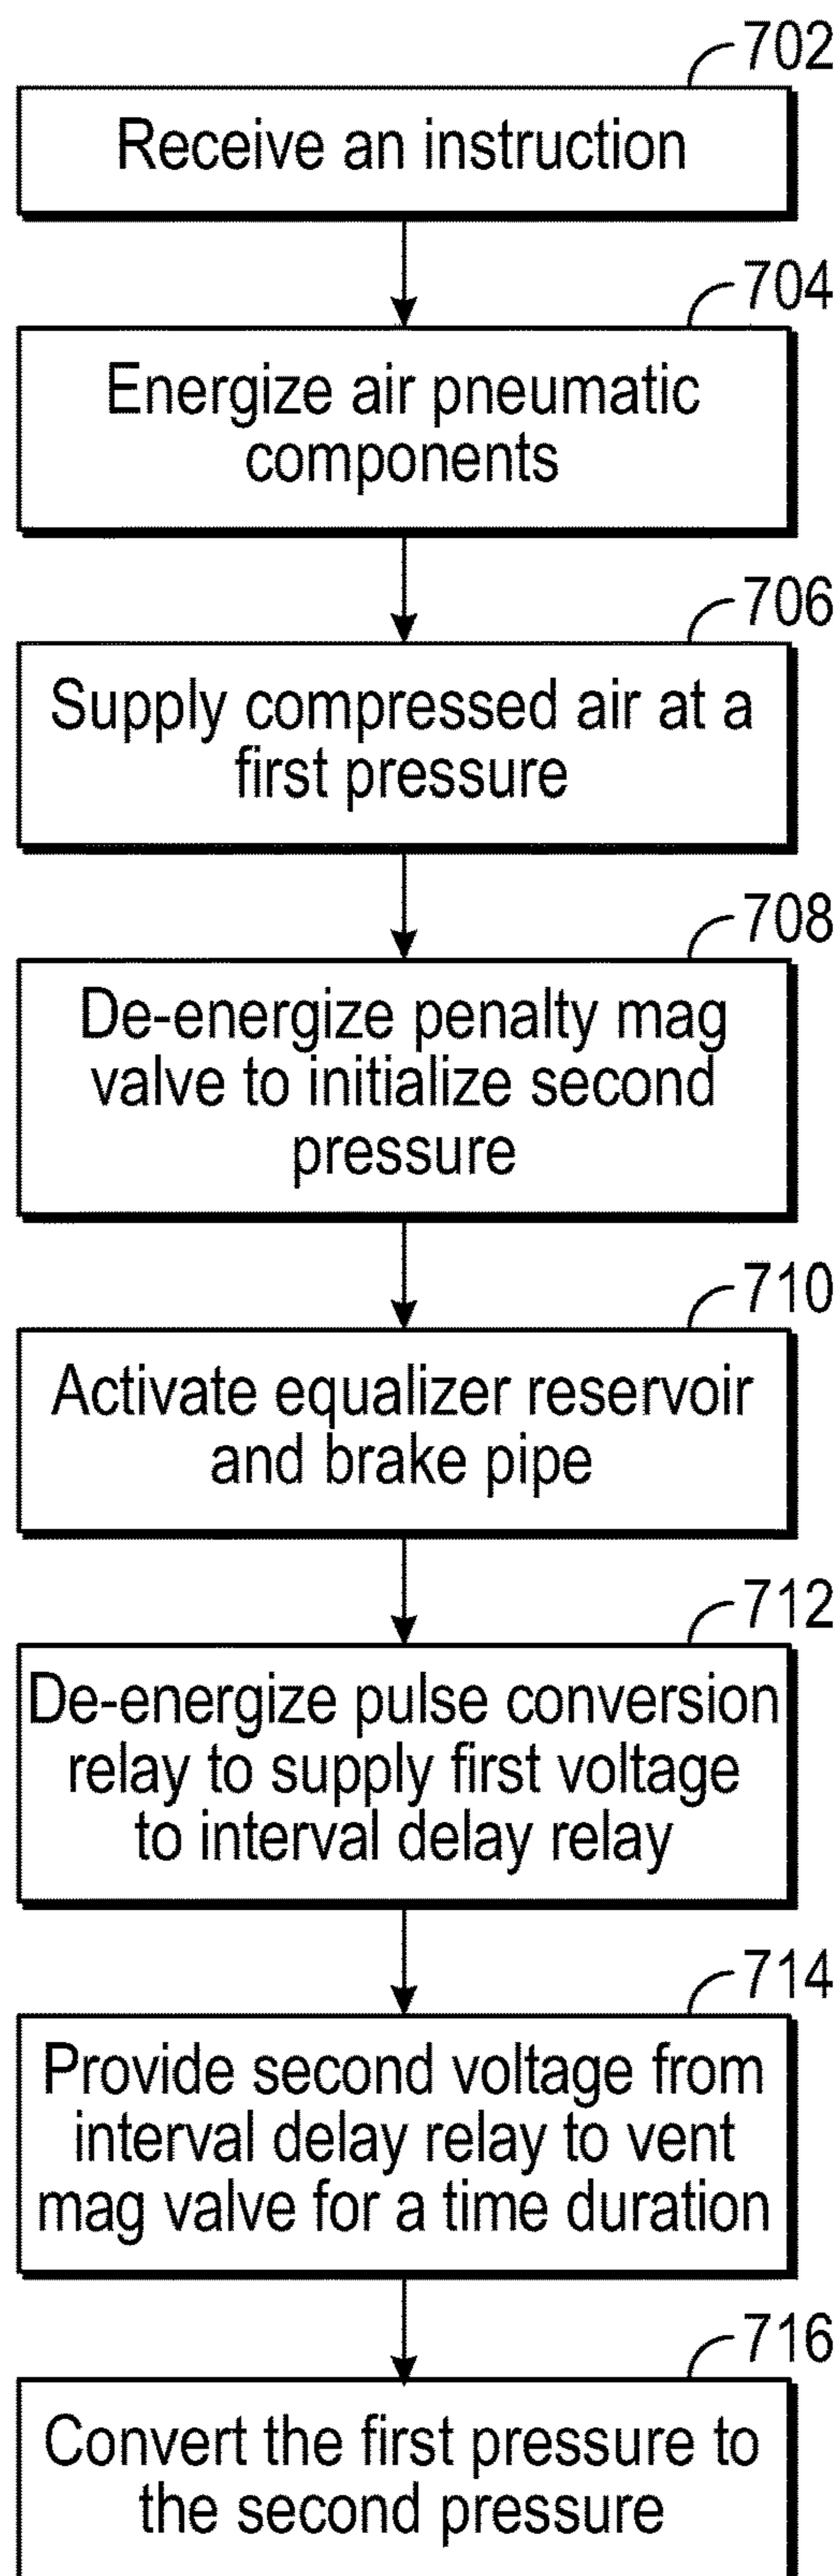 702
Receive an instruction
704
Energize air pneumatic
components
706
Supply compressed air at a
first pressure
708
De-energize penalty mag
valve to initialize second
pressure
710
Activate equalizer reservoir
and brake pipe
712
De-energize pulse conversion
relay to supply first voltage
to interval delay relay
714
Provide second voltage from
interval delay relay to vent
mag valve for a time duration
716
Convert the first pressure to
the second pressure